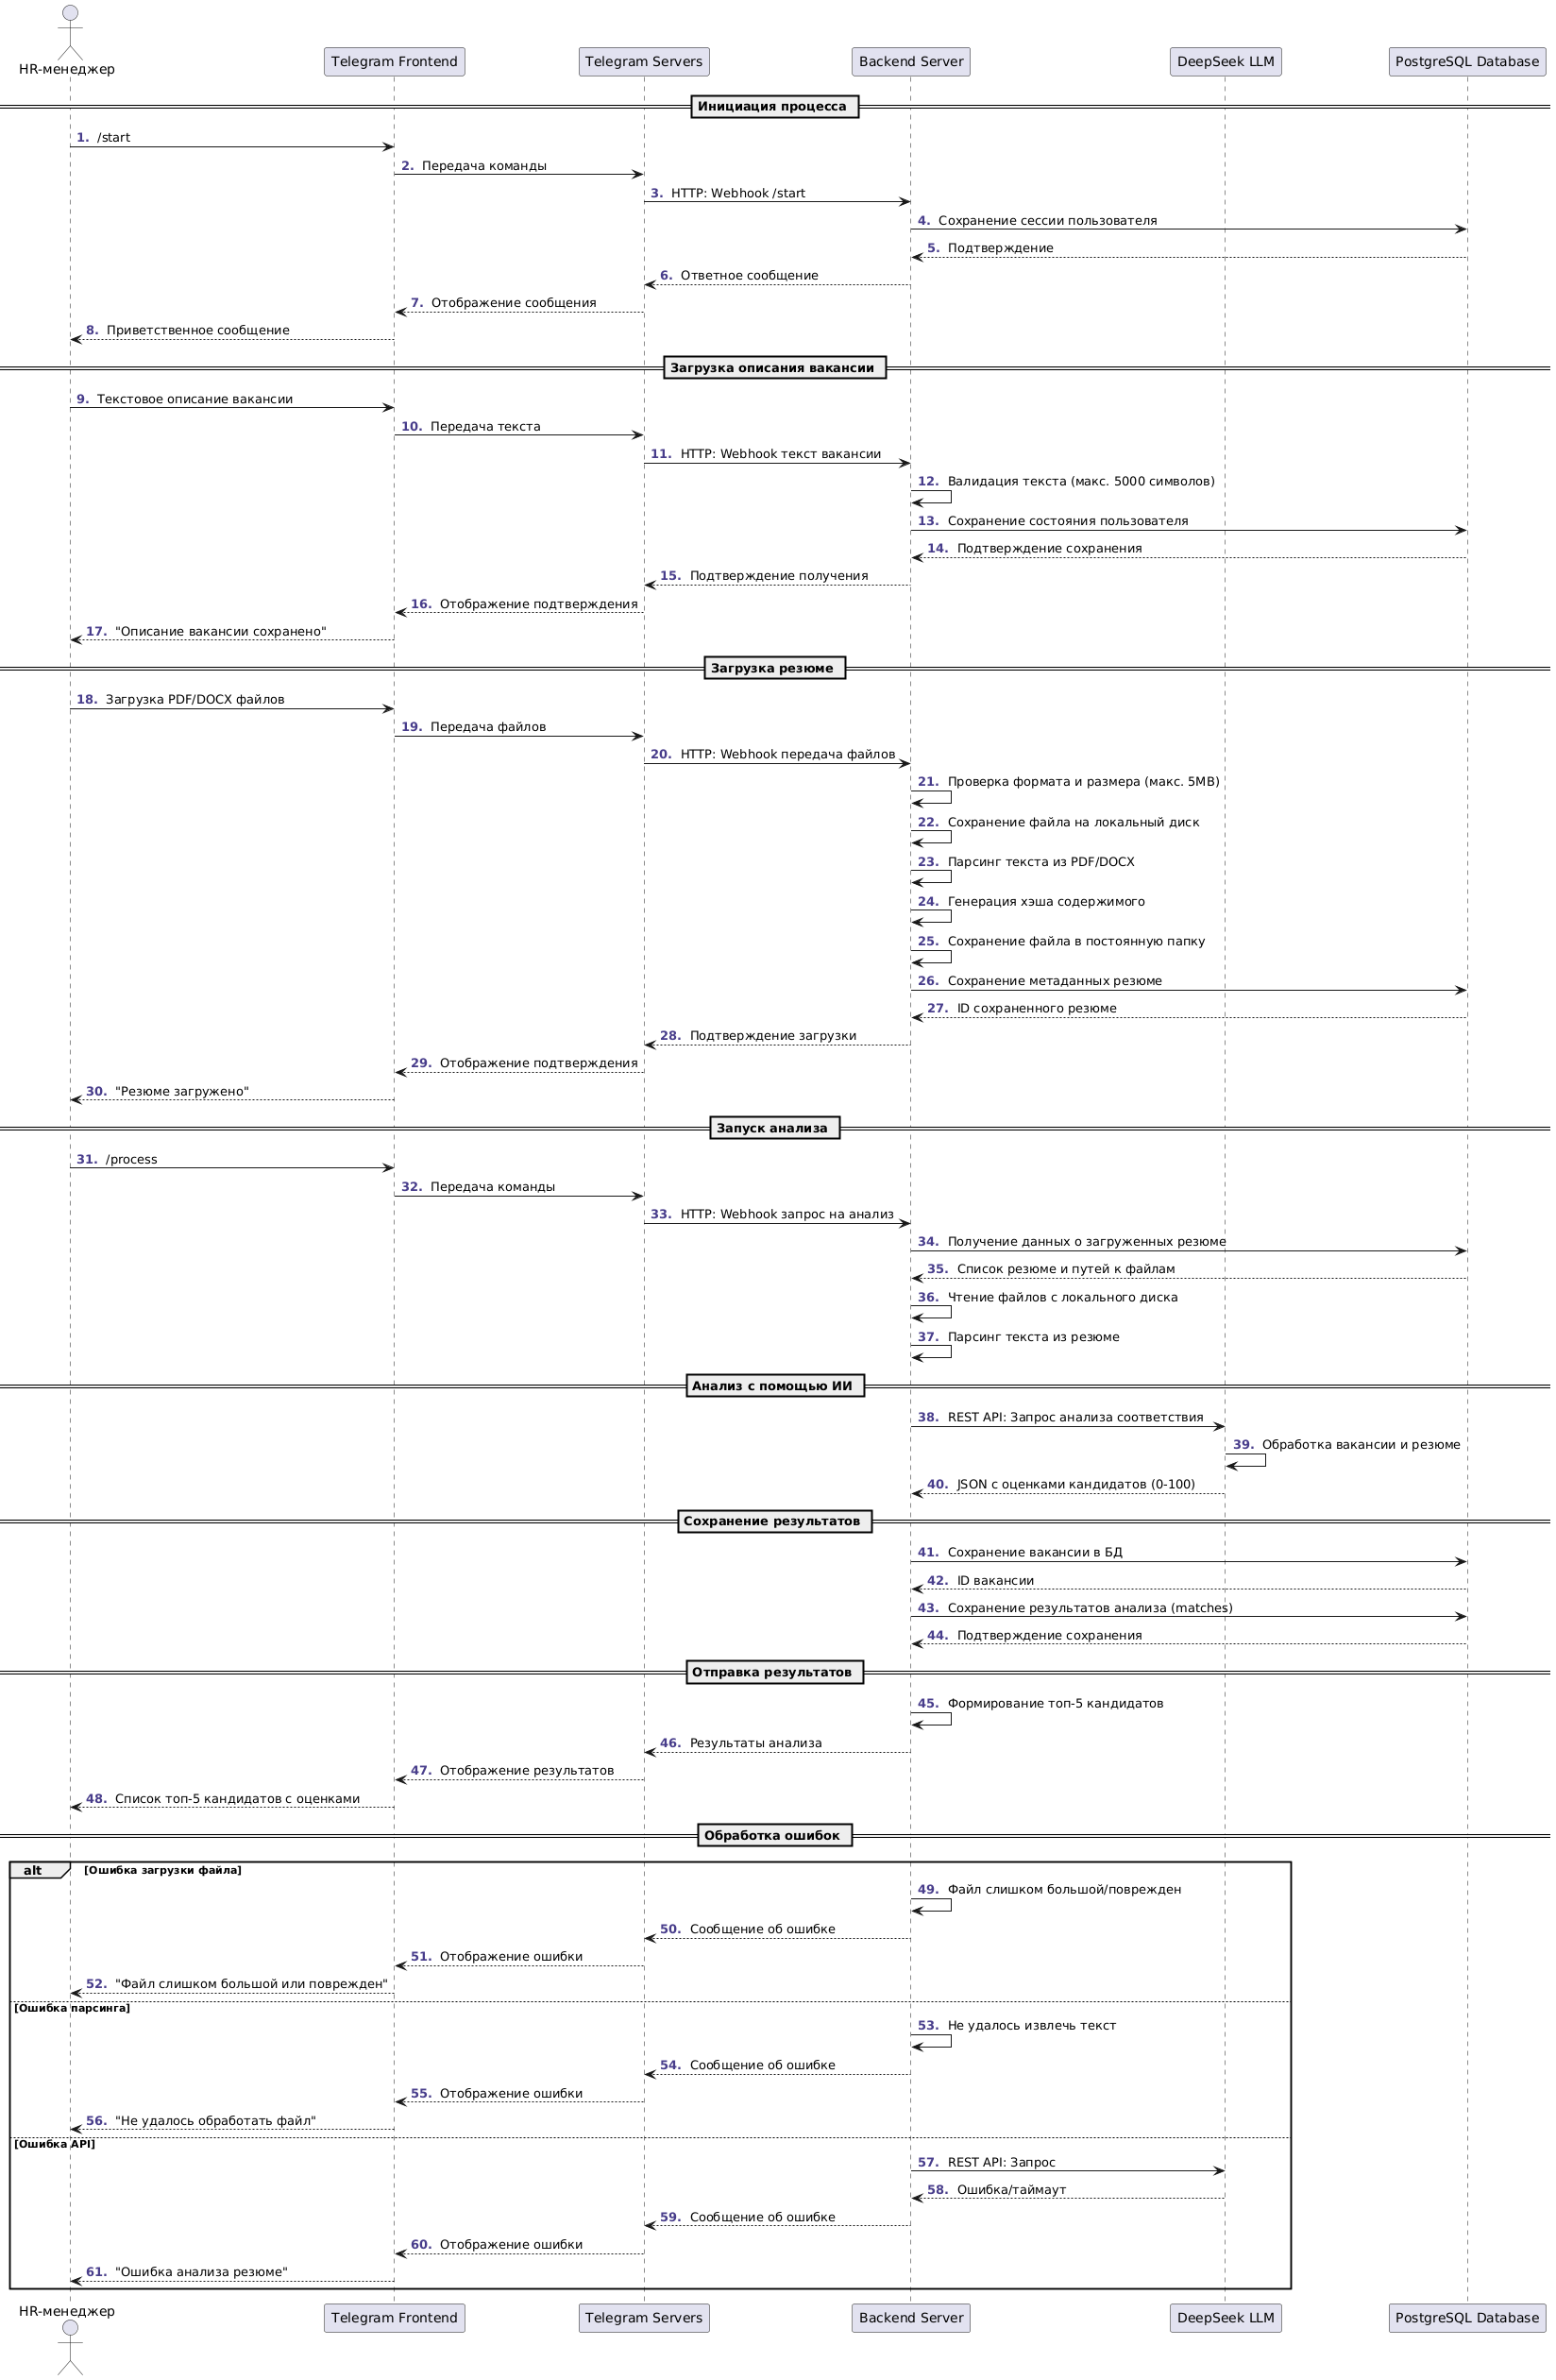 HR-менеджер
Telegram Frontend
Telegram Servers
Backend Server
DeepSeek LLM
PostgreSQL Database
Инициация процесса
1. /start
2. Передача команды
3. HTTP: Webhook /start
4. Сохранение сессии пользователя
5. Подтверждение
6. Ответное сообщение
7. Отображение сообщения
8. Приветственное сообщение
Загрузка описания вакансии
9. Текстовое описание вакансии
10. Передача текста
11. HTTP: Webhook текст вакансии
12. Валидация текста (макс. 5000 символов)
13. Сохранение состояния пользователя
14. Подтверждение сохранения
15. Подтверждение получения
16. Отображение подтверждения
17. "Описание вакансии сохранено"
Загрузка резюме
18. Загрузка PDF/DOCX файлов
19. Передача файлов
20. HTTP: Webhook передача файлов
21. Проверка формата и размера (макс. 5MB)
22. Сохранение файла на локальный диск
23. Парсинг текста из PDF/DOCX
24. Генерация хэша содержимого
25. Сохранение файла в постоянную папку
26. Сохранение метаданных резюме
27. ID сохраненного резюме
28. Подтверждение загрузки
29. Отображение подтверждения
30. "Резюме загружено"
Запуск анализа
31. /process
32. Передача команды
33. HTTP: Webhook запрос на анализ
34. Получение данных о загруженных резюме
35. Список резюме и путей к файлам
36. Чтение файлов с локального диска
37. Парсинг текста из резюме
Анализ с помощью ИИ
38. REST API: Запрос анализа соответствия
39. Обработка вакансии и резюме
40. JSON с оценками кандидатов (0-100)
Сохранение результатов
41. Сохранение вакансии в БД
42. ID вакансии
43. Сохранение результатов анализа (matches)
44. Подтверждение сохранения
Отправка результатов
45. Формирование топ-5 кандидатов
46. Результаты анализа
47. Отображение результатов
48. Список топ-5 кандидатов с оценками
Обработка ошибок
alt [Ошибка загрузки файла]
49. Файл слишком большой/поврежден
50. Сообщение об ошибке
51. Отображение ошибки
52. "Файл слишком большой или поврежден"
[Ошибка парсинга]
53. Не удалось извлечь текст
54. Сообщение об ошибке
55. Отображение ошибки
56. "Не удалось обработать файл"
[Ошибка API]
57. REST API: Запрос
58. Ошибка/таймаут
59. Сообщение об ошибке
60. Отображение ошибки
61. "Ошибка анализа резюме"
HR-менеджер
Telegram Frontend
Telegram Servers
Backend Server
DeepSeek LLM
PostgreSQL Database